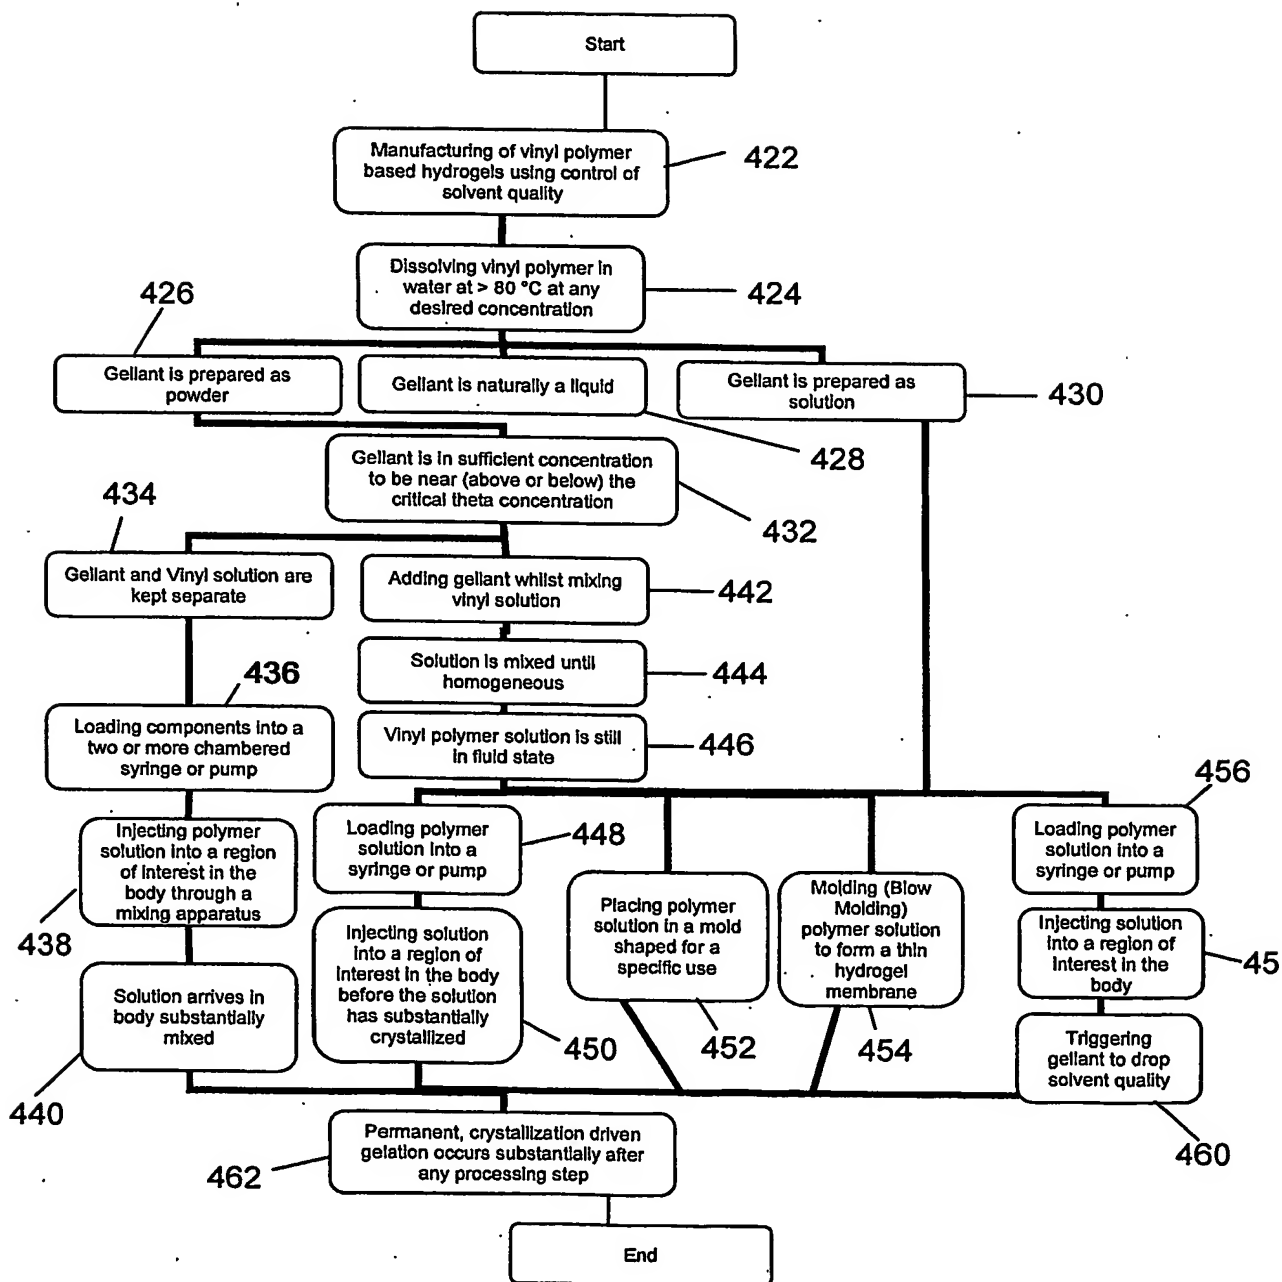 Start
Manufacturing of vinyl polymer
based hydrogels using control of
solvent quality
422
Dissolving vinyl polymer in
water at > 80 °C at any
desired concentration
424
426
Gellant is prepared as
powder
Gellant is naturally a liquid
428
Gellant is prepared as
solution
430
Gellant is in sufficient concentration
to be near (above or below) the
critical theta concentration
432
434
Gellant and Vinyl solution are
kept separate
Adding gellant whilst mixing
vinyl solution
442
Solution is mixed until
homogeneous
444
436
Loading components into a
two or more chambered
syringe or pump
Vinyl polymer solution is still
in fluid state
446
Injecting polymer
solution into a region
of interest in the
body through a
mixing apparatus
438
Loading polymer
solution into a
syringe or pump
448
Placing polymer
solution in a mold
shaped for a
specific use
452
Molding (Blow
Molding)
polymer solution
to form a thin
hydrogel
membrane
454
456
Loading polymer
solution into a
syringe or pump
Injecting solution
into a region of
interest in the
body
45
Solution arrives in
body substantially
mixed
440
Injecting solution
into a region of
interest in the body
before the solution
has substantially
crystallized
450
Triggering
gellant to drop
solvent quality
460
Permanent, crystallization driven
gelation occurs substantially after
any processing step
462
End